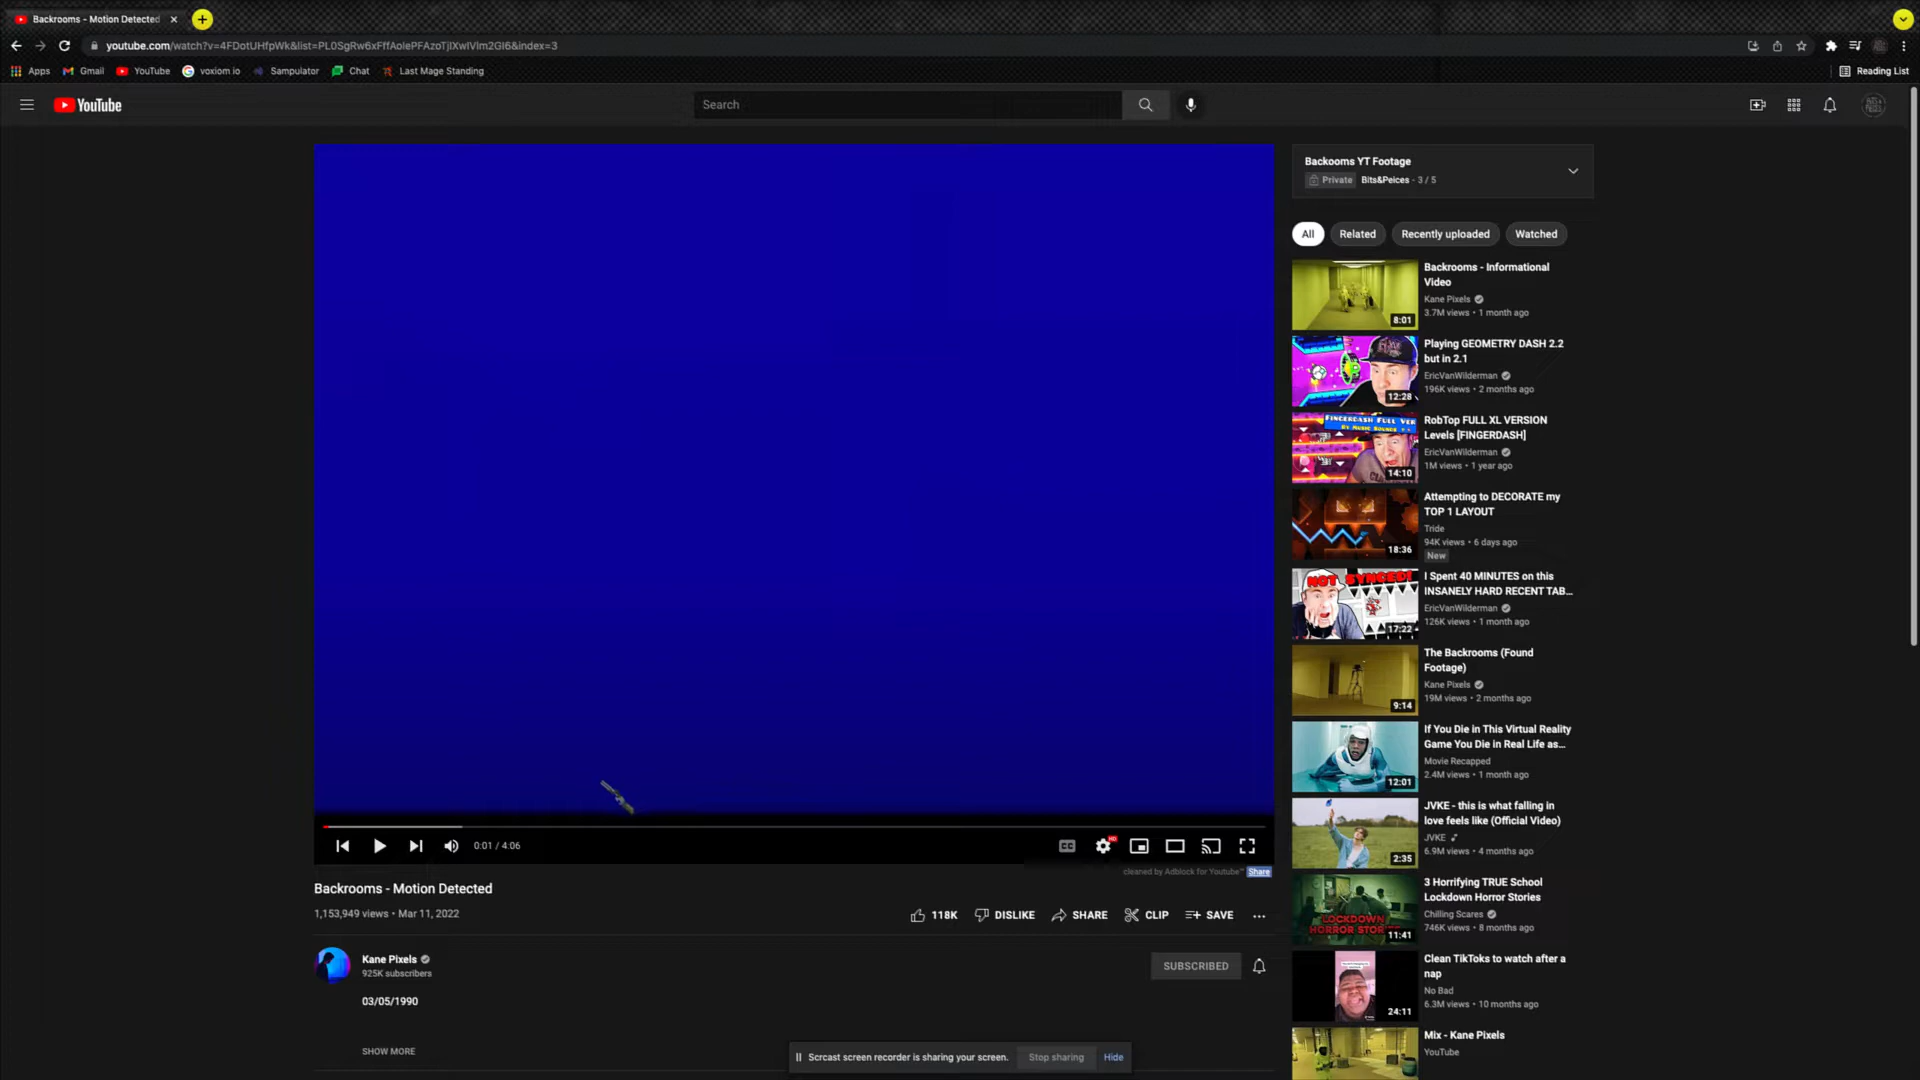 Backrooms - Motion Detected
youtube.com/watch?v=4FDotUHfpWk&list=PL0SgRw6xFffAolePFAzoTjlXwIVlm2Gl6&index=3
Apps Gmail YouTube voxiom io Sampulator Chat Last Mage Standing Reading List
YouTube
Search
Backooms YT Footage
Private Bits&Peices - 3 / 5
All Related Recently uploaded Watched
Backrooms - Informational
Video
Kane Pixels
3.7M views • 1 month ago
8:01
Playing GEOMETRY DASH 2.2
but in 2.1
EricVanWilderman
196K views • 2 months ago
12:28
FINGERDASH FULL VER
RobTop FULL XL VERSION
Levels [FINGERDASH]
EricVanWilderman
1M views • 1 year ago
14:10
Attempting to DECORATE my
TOP 1 LAYOUT
Tride
94K views • 6 days ago
New
18:36
NOT SYNCED!
I Spent 40 MINUTES on this
INSANELY HARD RECENT TAB...
EricVanWilderman
126K views • 1 month ago
17:22
The Backrooms (Found
Footage)
Kane Pixels
19M views • 2 months ago
9:14
If You Die in This Virtual Reality
Game You Die in Real Life as...
Movie Recapped
2.4M views • 1 month ago
12:01
JVKE - this is what falling in
love feels like (Official Video)
JVKE
6.9M views • 4 months ago
2:35
3 Horrifying TRUE School
Lockdown Horror Stories
Chilling Scares
746K views • 8 months ago
LOCKDOWN
HORROR STORIES
11:41
Clean TikToks to watch after a
nap
No Bad
6.3M views • 10 months ago
24:11
Mix - Kane Pixels
YouTube
0:01 / 4:06
CC
HD
cleaned by Adblock for Youtube™ Share
Backrooms - Motion Detected
1,153,949 views • Mar 11, 2022
118K DISLIKE SHARE CLIP SAVE
Kane Pixels
925K subscribers
SUBSCRIBED
03/05/1990
SHOW MORE
Scrcast screen recorder is sharing your screen. Stop sharing Hide